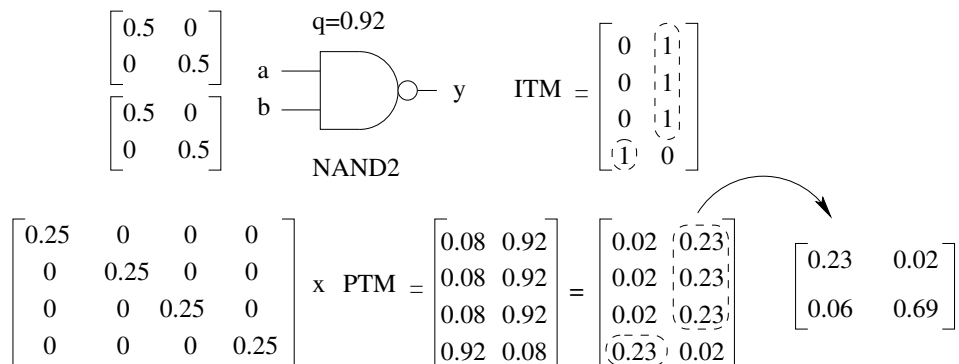 q=0.92
0.5 0
0 0.5
0.5 0
0 0.5
a
b
y
NAND2
ITM =
0 1
0 1
0 1
1 0
0.25 0 0 0
0 0.25 0 0
0 0 0.25 0
0 0 0 0.25
x PTM =
0.08 0.92
0.08 0.92
0.08 0.92
0.92 0.08
=
0.02 0.23
0.02 0.23
0.02 0.23
0.23 0.02
0.23 0.02
0.06 0.69